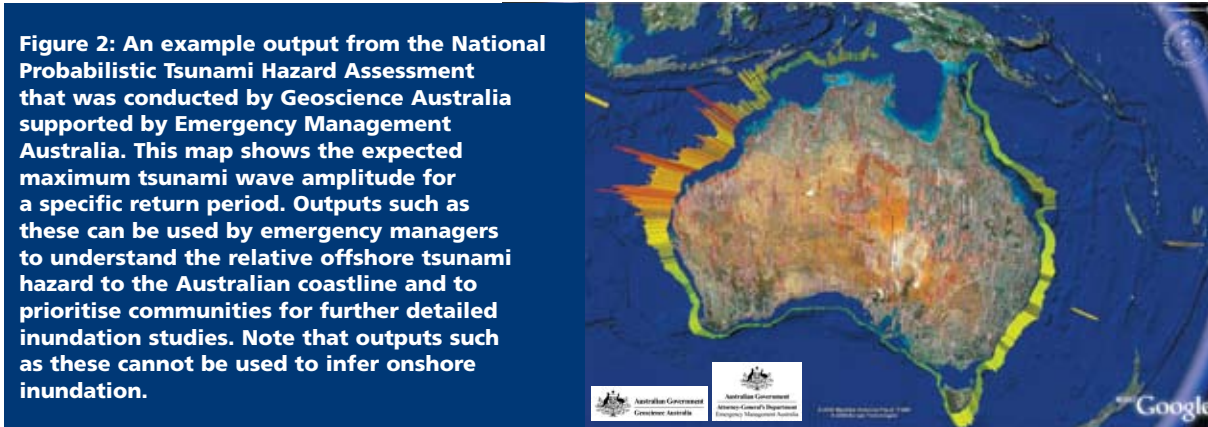 Figure 2: An example output from the National
Probabilistic Tsunami Hazard Assessment
that was conducted by Geoscience Australia
supported by Emergency Management
Australia. This map shows the expected
maximum tsunami wave amplitude for
a specific return period. Outputs such as
these can be used by emergency managers
to understand the relative offshore tsunami
hazard to the Australian coastline and to
prioritise communities for further detailed
inundation studies. Note that outputs such
as these cannot be used to infer onshore
inundation.
Australian Government
Geoscience Australia
Australian Government
Attorney-General's Department
Emergency Management Australia
Google